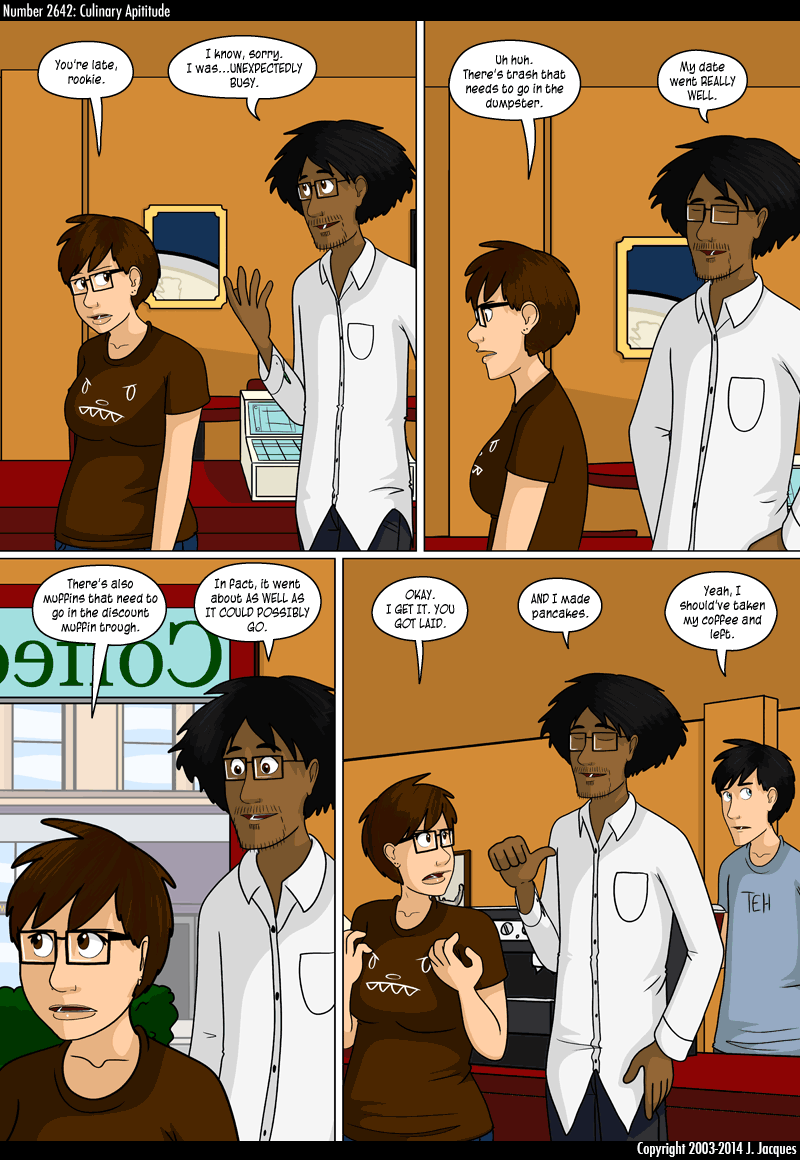 Number 2642: Culinary Apititude
You're late,
rookie.
I know, sorry.
I was...UNEXPECTEDLY
BUSY.
Uh huh.
There's trash that
needs to go in the
dumpster.
My date
went REALLY
WELL.
There's also
muffins that need to
go in the discount
muffin trough.
In fact, it went
about AS WELL AS
IT COULD POSSIBLY
GO.
Coffee
OKAY.
I GET IT. YOU
GOT LAID.
AND I made
pancakes.
Yeah, I
should've taken
my coffee and
left.
TEH
Copyright 2003-2014 J. Jacques